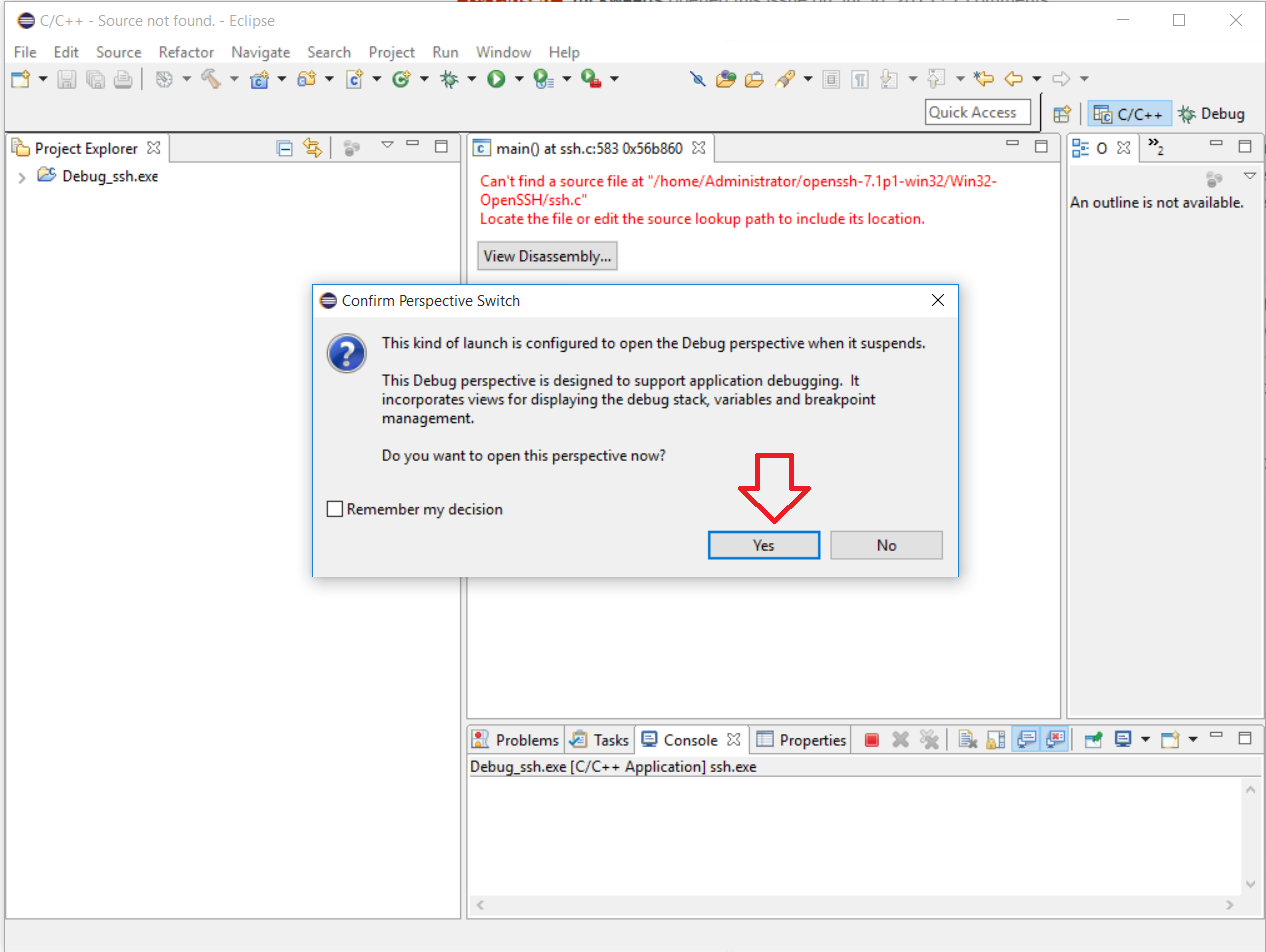 C/C++ - Source not found. - Eclipse
File Edit Source Refactor Navigate Search Project Run Window Help
Quick Access
C/C++
Debug
Project Explorer
Debug_ssh.exe
main() at ssh.c:583 0x56b860
Can't find a source file at "/home/Administrator/openssh-7.1p1-win32/Win32-
OpenSSH/ssh.c"
Locate the file or edit the source lookup path to include its location.
View Disassembly...
O
»2
An outline is not available.
Confirm Perspective Switch
This kind of launch is configured to open the Debug perspective when it suspends.
This Debug perspective is designed to support application debugging. It
incorporates views for displaying the debug stack, variables and breakpoint
management.
Do you want to open this perspective now?
Remember my decision
Yes
No
Problems Tasks Console Properties
Debug_ssh.exe [C/C++ Application] ssh.exe